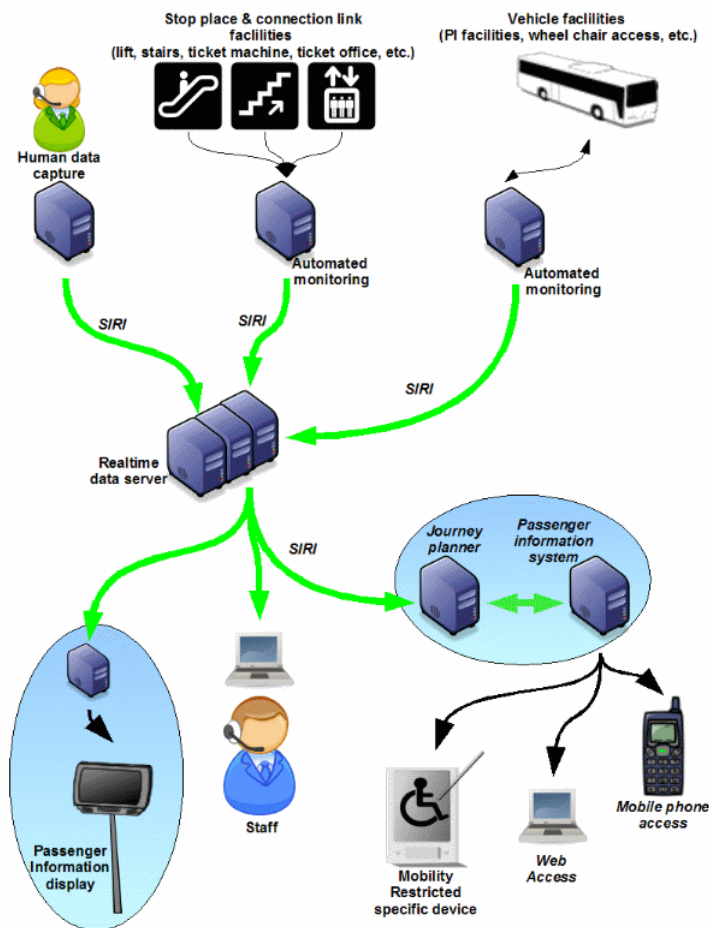 Stop place & connection link
facilities
(lift, stairs, ticket machine, ticket office, etc.)
Vehicle facililities
(PI facilities, wheel chair access, etc.)
Human data
capture
Automated
monitoring
Automated
monitoring
SIRI
SIRI
SIRI
Realtime
data server
SIRI
Journey
planner
Passenger
information
system
Staff
Passenger
Information
display
Mobility
Restricted
specific device
Web
Access
Mobile phone
access